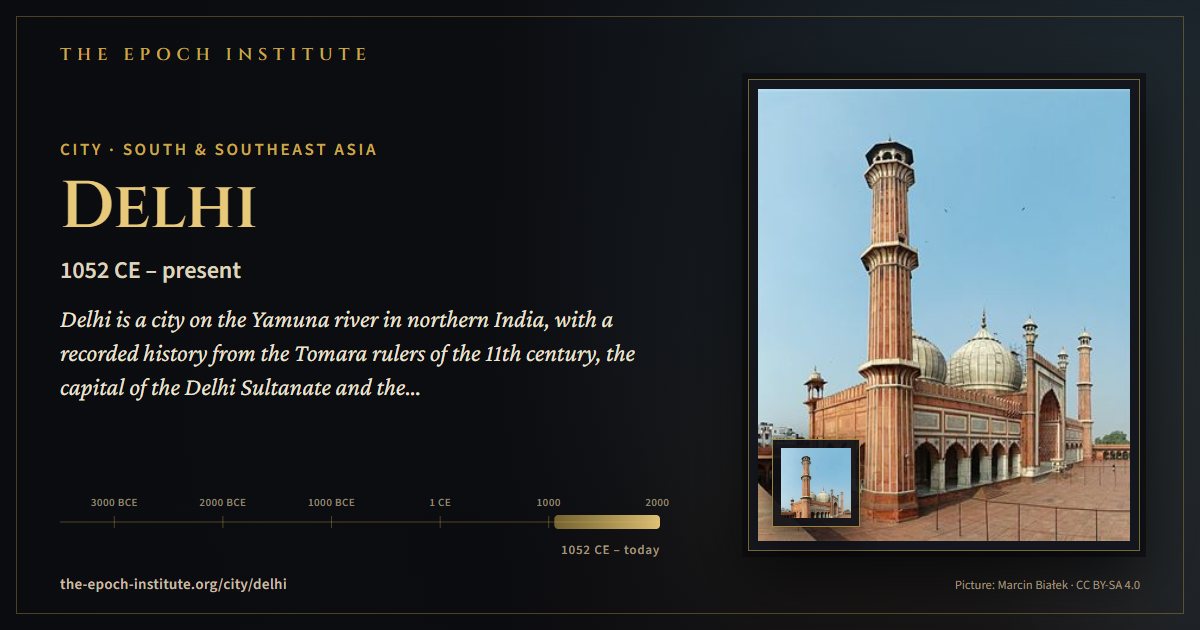 THE EPOCH INSTITUTE
CITY · SOUTH & SOUTHEAST ASIA
DELHI
1052 CE – present
Delhi is a city on the Yamuna river in northern India, with a
recorded history from the Tomara rulers of the 11th century, the
capital of the Delhi Sultanate and the...
3000 BCE 2000 BCE 1000 BCE 1 CE 1000 2000
1052 CE – today
the-epoch-institute.org/city/delhi
Picture: Marcin Białek · CC BY-SA 4.0